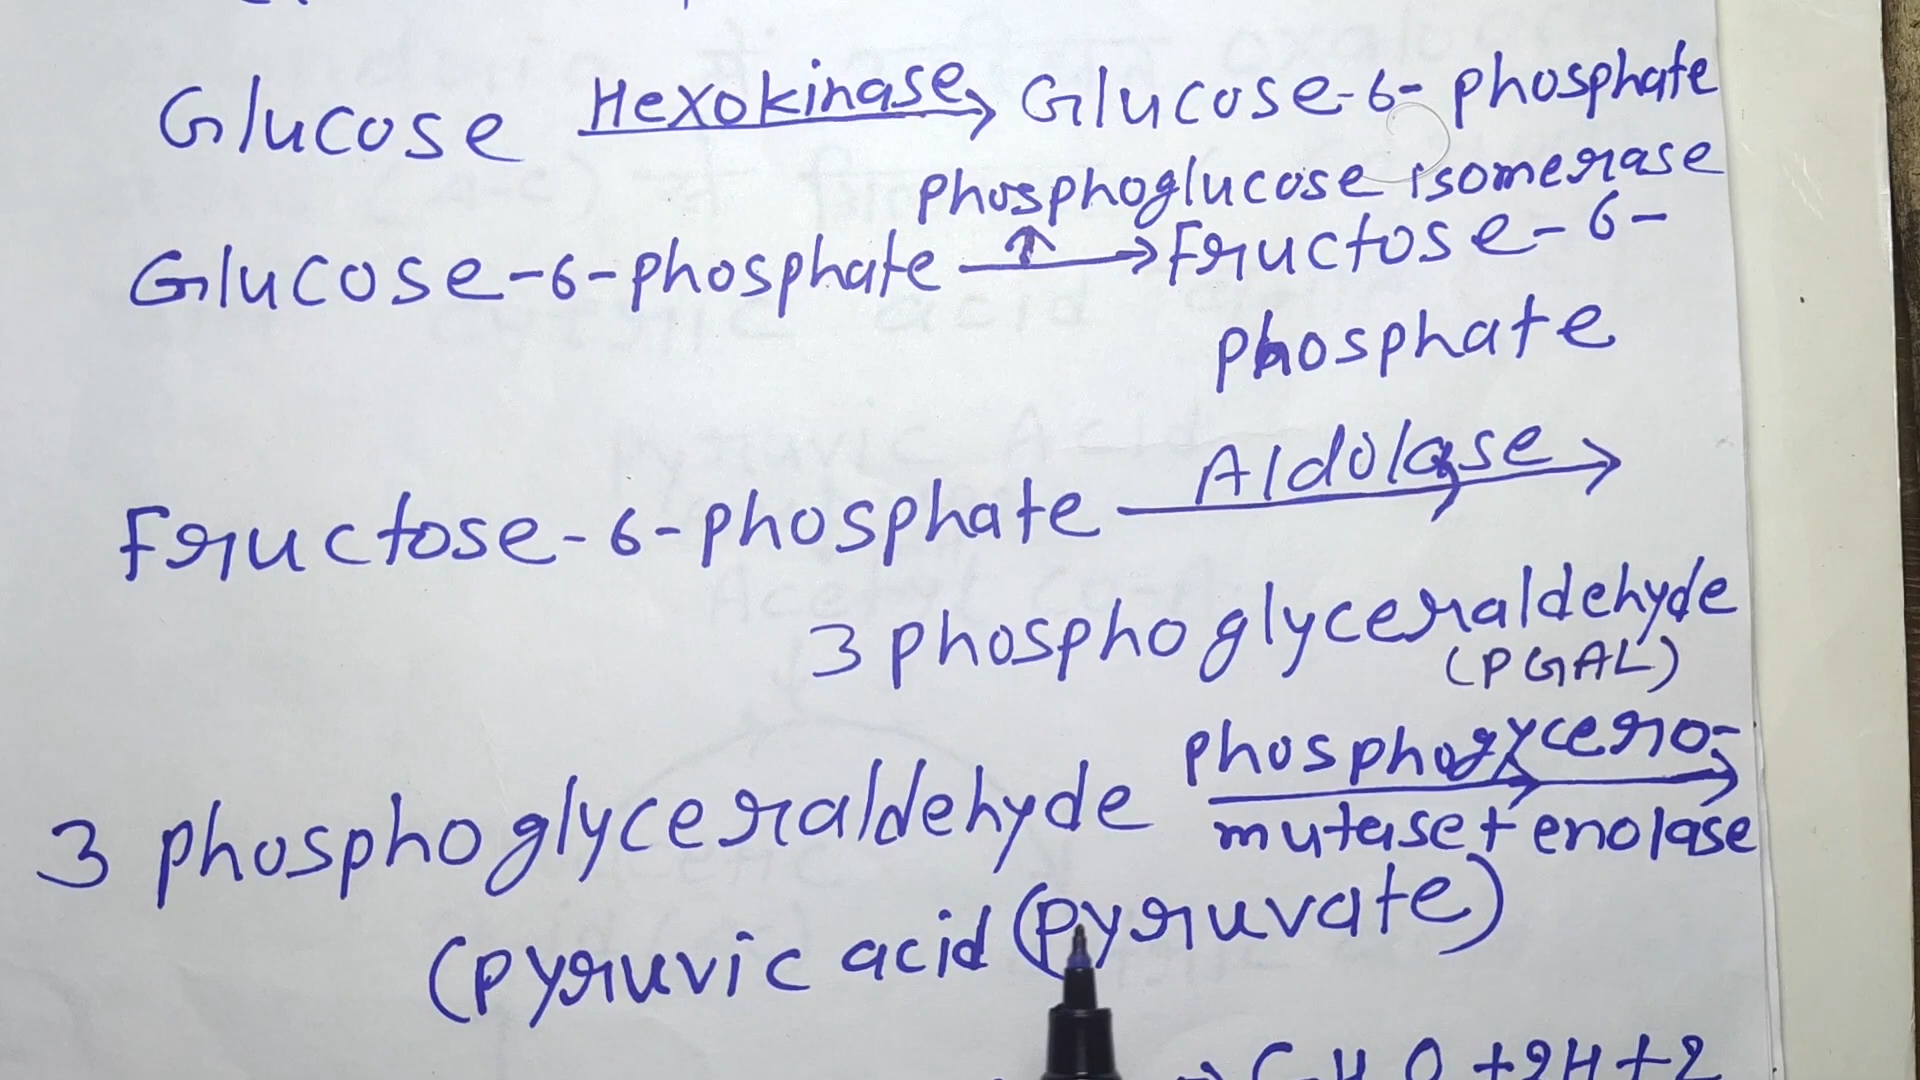 Glucose Hexokinase → Glucose-6-phosphate
phosphoglucose isomerase
Glucose-6-phosphate ↑ → Fructose-6-
phosphate
Fructose-6-phosphate Aldolase →
3 phosphoglyceraldehyde
(PGAL)
3 phosphoglyceraldehyde phosphoglycero-
mutase + enolase
(pyruvic acid (pyruvate)